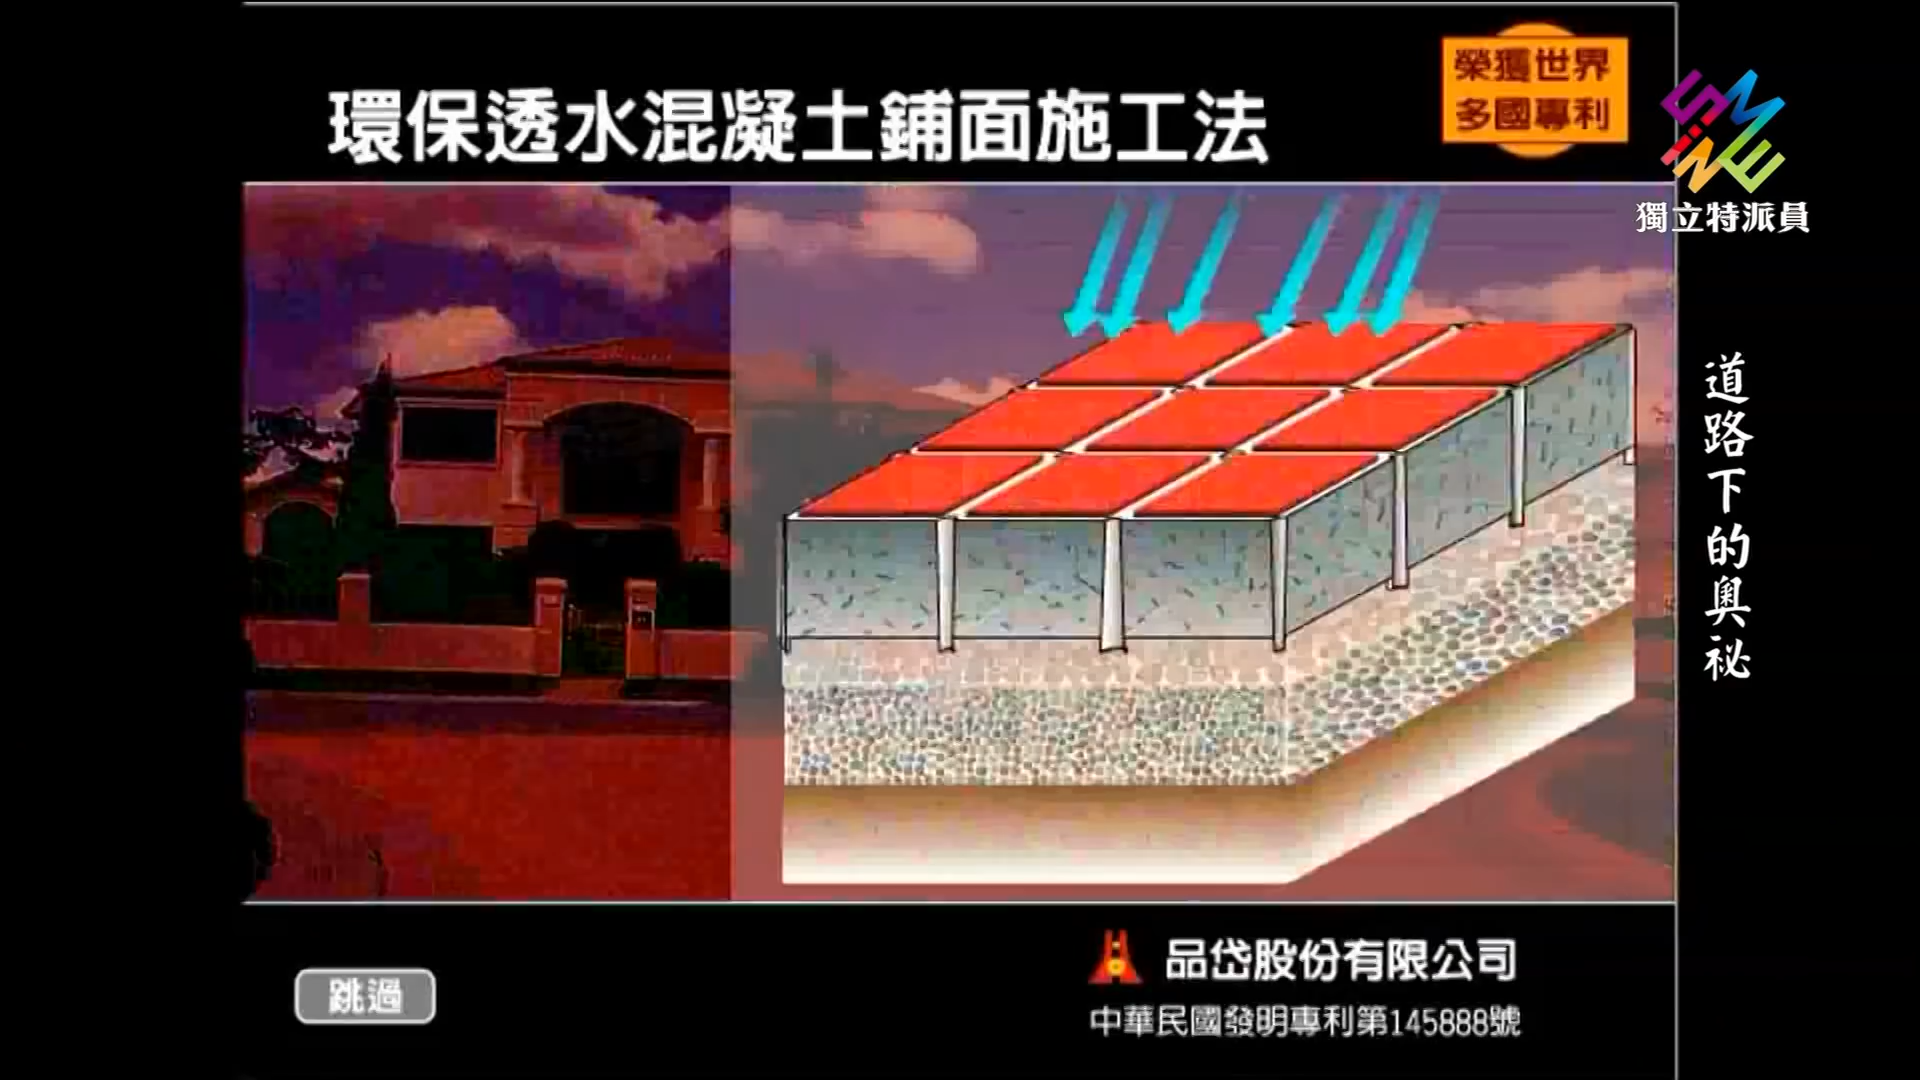 環保透水混凝土鋪面施工法
榮獲世界
多國專利
獨立特派員
道路下的奧祕
品岱股份有限公司
中華民國發明專利第145888號
跳過